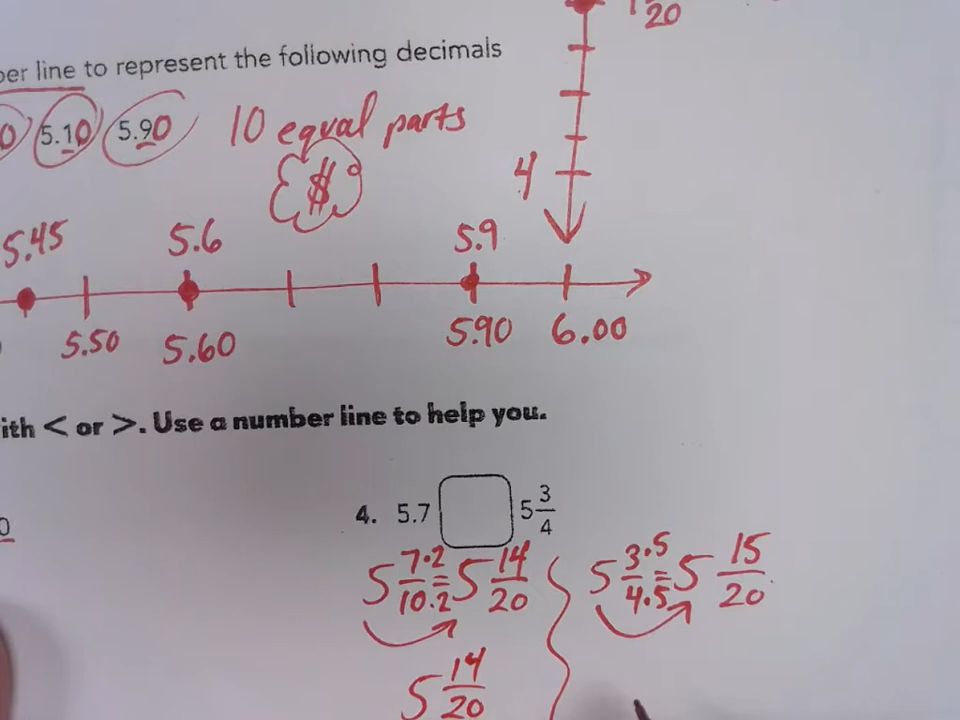 20
per line to represent the following decimals
0 5.10 5.90 10 equal parts
$
4
5.45 5.6 5.9
5.50 5.60 5.90 6.00
ith < or >. Use a number line to help you.
0
4. 5.7 5 3/4
5 7·2/10·2 = 5 14/20 5 3·5/4·5 = 5 15/20
5 14/20